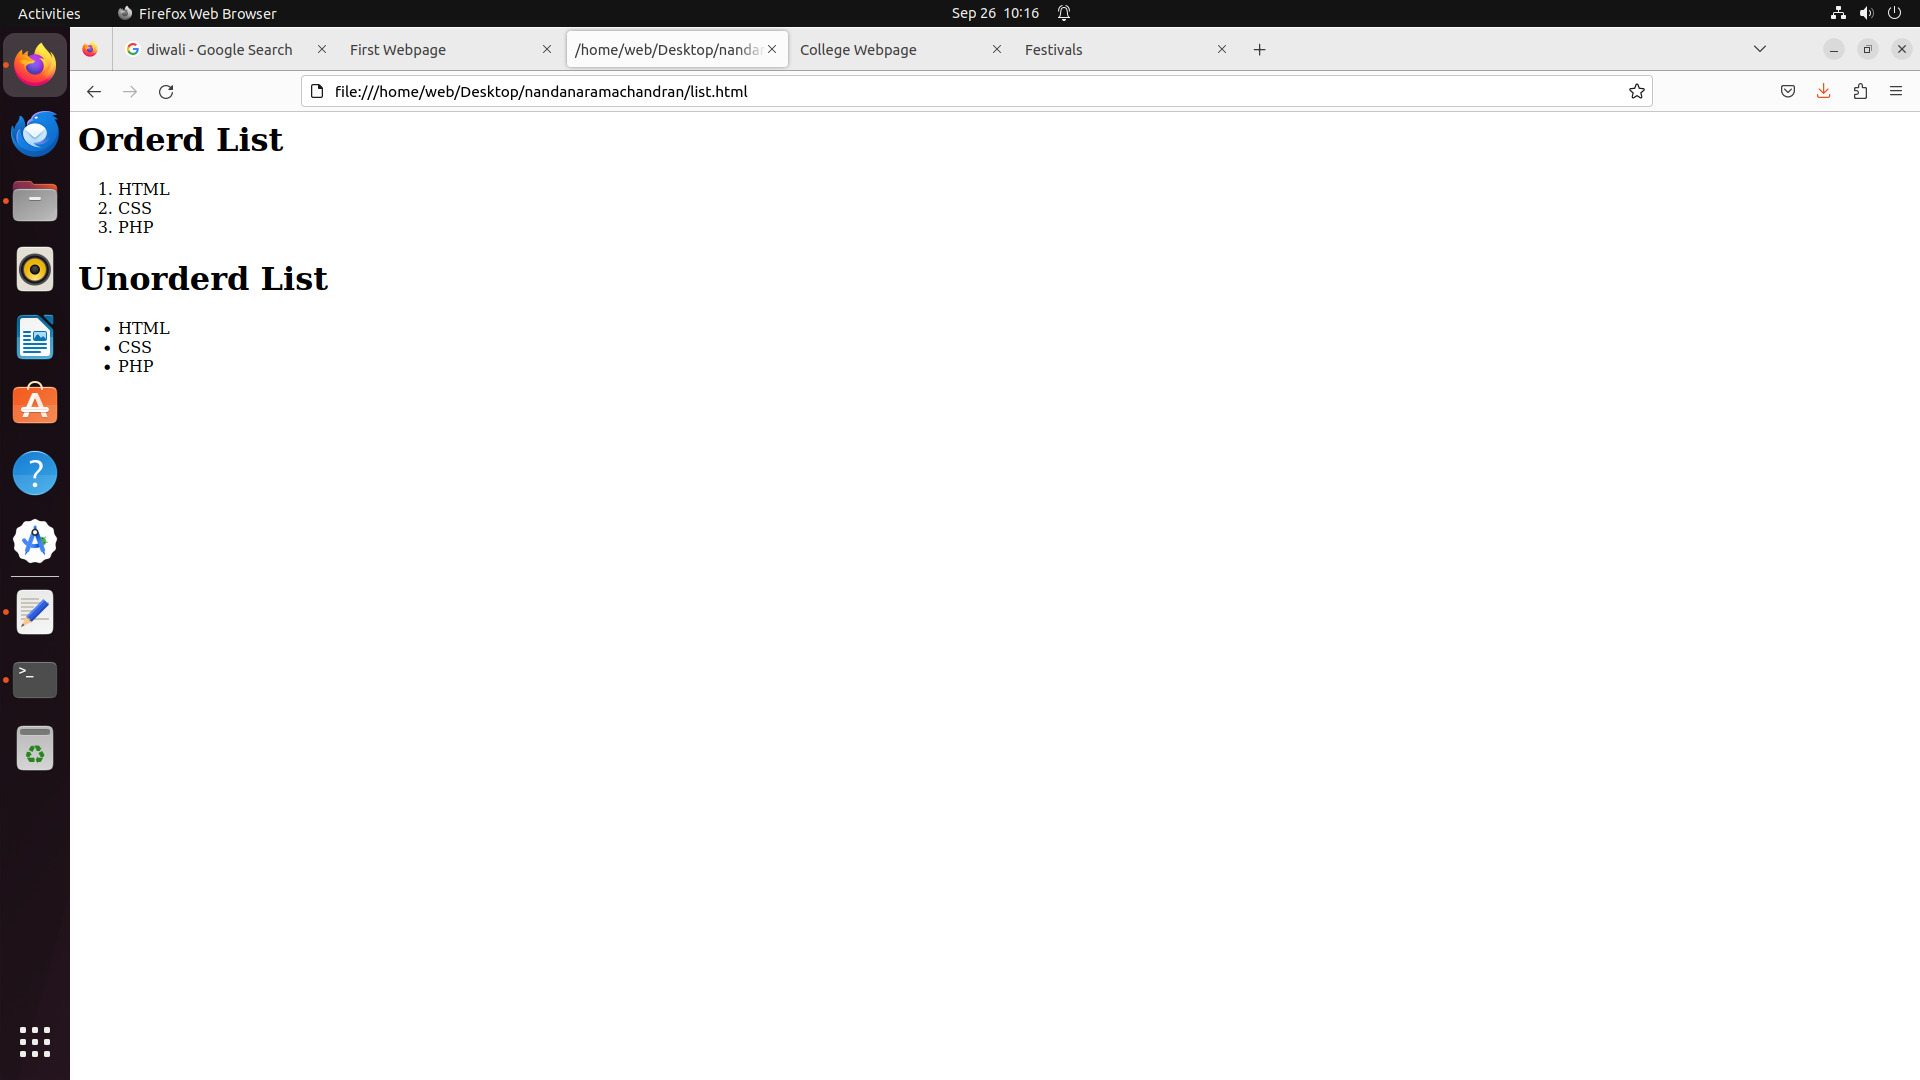 Activities
Firefox Web Browser
Sep 26 10:16
diwali - Google Search
First Webpage
/home/web/Desktop/nanda
College Webpage
Festivals
file:///home/web/Desktop/nandanaramachandran/list.html
Orderd List
1. HTML
2. CSS
3. PHP
Unorderd List
• HTML
• CSS
• PHP